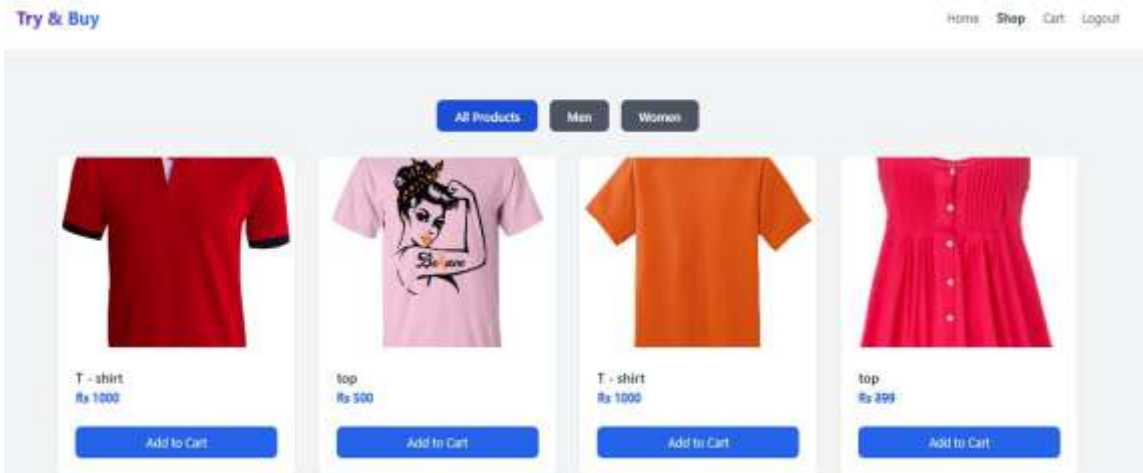 Try & Buy
Home Shop Cart Logout
All Products Men Women
Believe
T - shirt
Rs 1000
Add to Cart
top
Rs 500
Add to Cart
T - shirt
Rs 1000
Add to Cart
top
Rs 899
Add to Cart